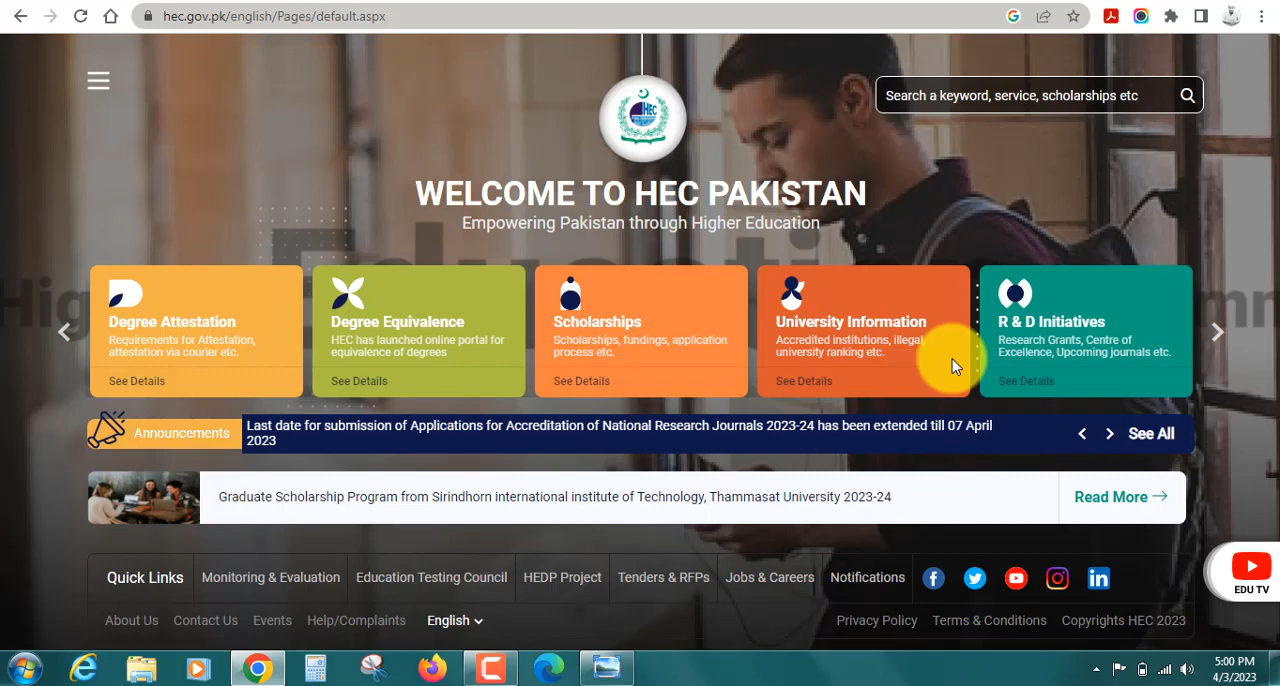 hec.gov.pk/english/Pages/default.aspx
Search a keyword, service, scholarships etc
HEC
WELCOME TO HEC PAKISTAN
Empowering Pakistan through Higher Education
Degree Attestation
Requirements for Attestation,
attestation via courier etc.
See Details
Degree Equivalence
HEC has launched online portal for
equivalence of degrees
See Details
Scholarships
Scholarships, fundings, application
process etc.
See Details
University Information
Accredited institutions, illegal
university ranking etc.
See Details
R & D Initiatives
Research Grants, Centre of
Excellence, Upcoming journals etc.
See Details
Announcements
Last date for submission of Applications for Accreditation of National Research Journals 2023-24 has been extended till 07 April
2023
See All
Graduate Scholarship Program from Sirindhorn international institute of Technology, Thammasat University 2023-24
Read More
EDU TV
Quick Links
Monitoring & Evaluation
Education Testing Council
HEDP Project
Tenders & RFPs
Jobs & Careers
Notifications
About Us
Contact Us
Events
Help/Complaints
English
Privacy Policy
Terms & Conditions
Copyrights HEC 2023
5:00 PM
4/3/2023